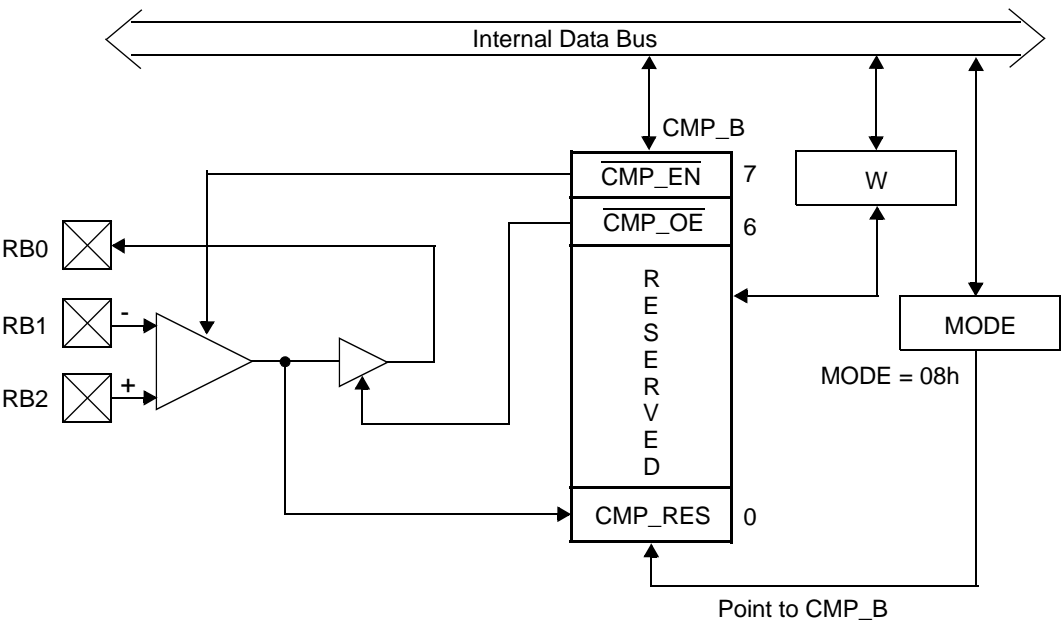 Internal Data Bus
CMP_B
CMP_EN 7
W
CMP_OE 6
RB0
RESERVED
RB1 -
MODE
RB2 +
MODE = 08h
CMP_RES 0
Point to CMP_B